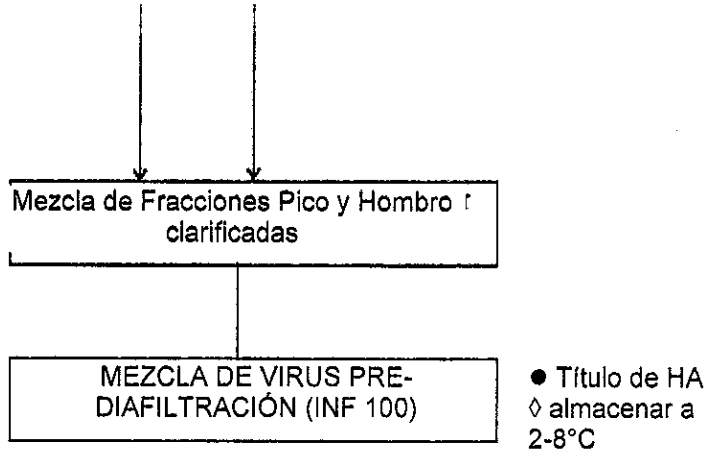 Mezcla de Fracciones Pico y Hombro
clarificadas
MEZCLA DE VIRUS PRE-
DIAFILTRACIÓN (INF 100)
● Título de HA
◊ almacenar a
2-8°C